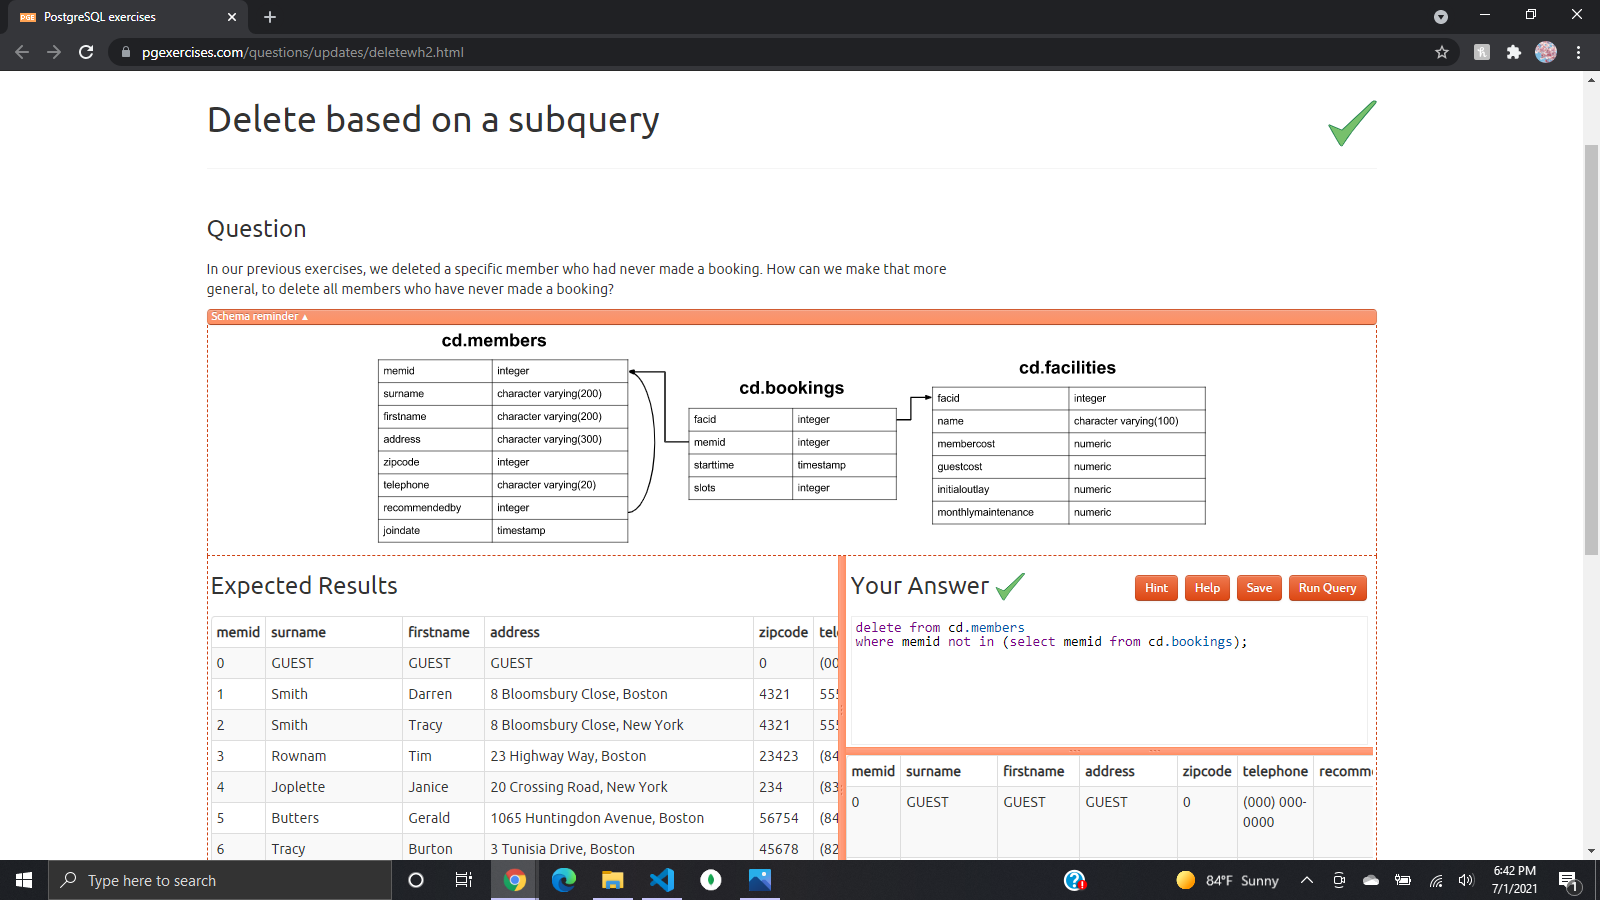 PGE PostgreSQL exercises
pgexercises.com/questions/updates/deletewh2.html
Delete based on a subquery
Question
In our previous exercises, we deleted a specific member who had never made a booking. How can we make that more
general, to delete all members who have never made a booking?
Schema reminder ▲
cd.members
memid integer
surname character varying(200)
firstname character varying(200)
address character varying(300)
zipcode integer
telephone character varying(20)
recommendedby integer
joindate timestamp
cd.bookings
facid integer
memid integer
starttime timestamp
slots integer
cd.facilities
facid integer
name character varying(100)
membercost numeric
guestcost numeric
initialoutlay numeric
monthlymaintenance numeric
Expected Results
memid surname firstname address zipcode tel
0 GUEST GUEST GUEST 0 (00
1 Smith Darren 8 Bloomsbury Close, Boston 4321 555
2 Smith Tracy 8 Bloomsbury Close, New York 4321 555
3 Rownam Tim 23 Highway Way, Boston 23423 (84
4 Joplette Janice 20 Crossing Road, New York 234 (83
5 Butters Gerald 1065 Huntingdon Avenue, Boston 56754 (84
6 Tracy Burton 3 Tunisia Drive, Boston 45678 (82
Your Answer
Hint Help Save Run Query
delete from cd.members
where memid not in (select memid from cd.bookings);
memid surname firstname address zipcode telephone recomm
0 GUEST GUEST GUEST 0 (000) 000-
0000
Type here to search
84°F Sunny
6:42 PM
7/1/2021
1